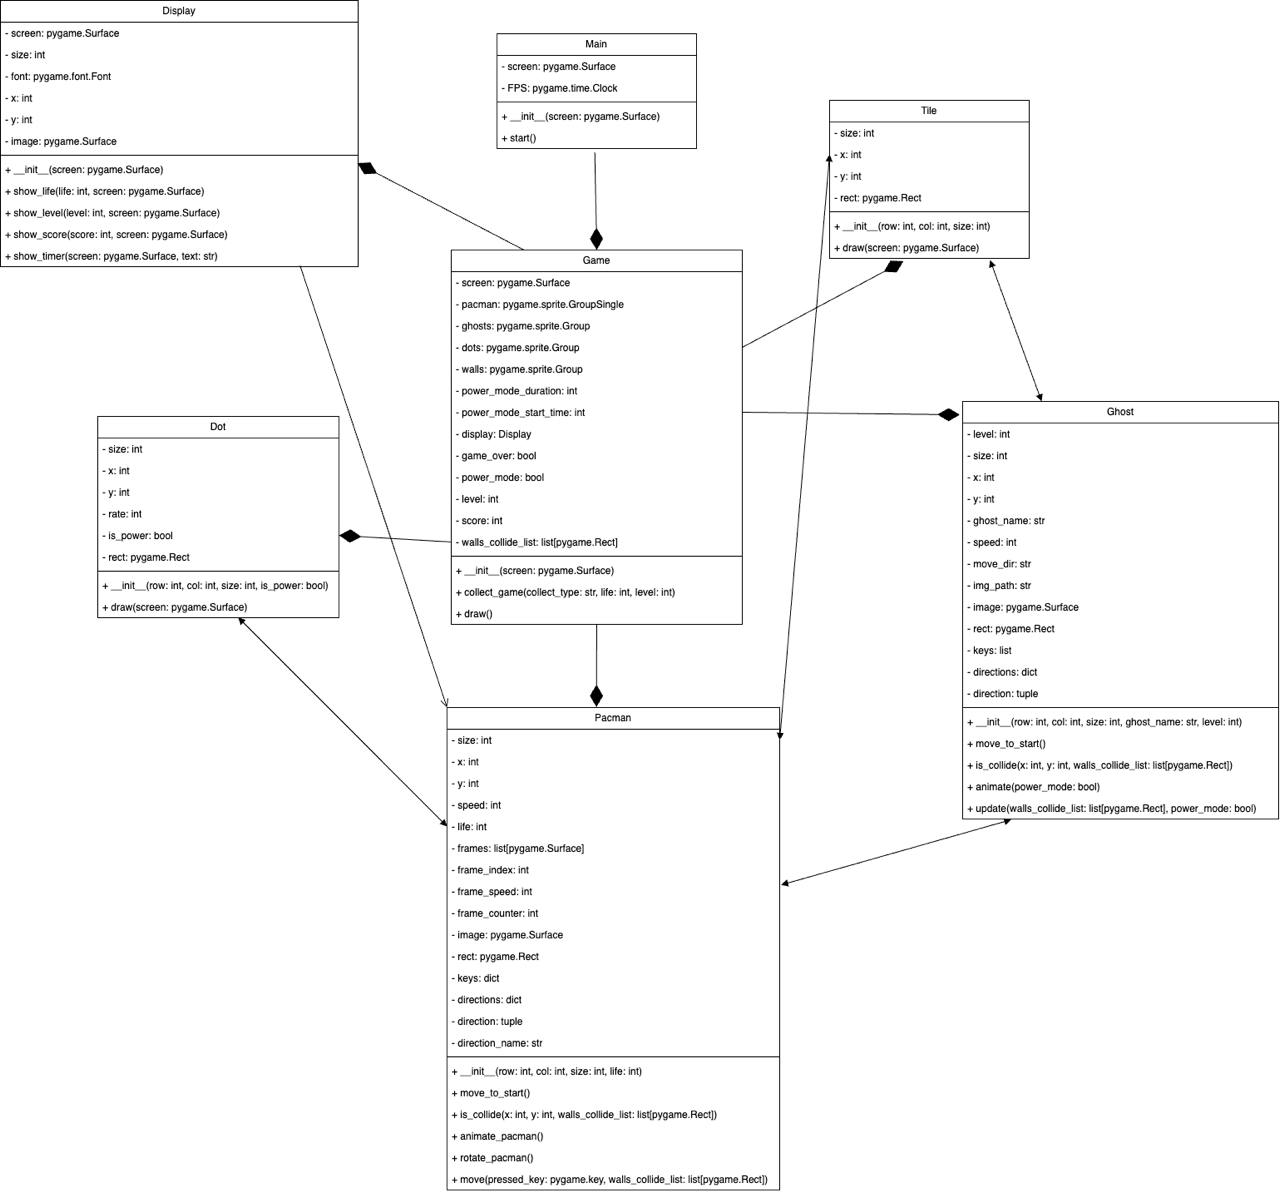 Display
- screen: pygame.Surface
- size: int
- font: pygame.font.Font
- x: int
- y: int
- image: pygame.Surface
+ __init__(screen: pygame.Surface)
+ show_life(life: int, screen: pygame.Surface)
+ show_level(level: int, screen: pygame.Surface)
+ show_score(score: int, screen: pygame.Surface)
+ show_timer(screen: pygame.Surface, text: str)
Main
- screen: pygame.Surface
- FPS: pygame.time.Clock
+ __init__(screen: pygame.Surface)
+ start()
Tile
- size: int
- x: int
- y: int
- rect: pygame.Rect
+ __init__(row: int, col: int, size: int)
+ draw(screen: pygame.Surface)
Game
- screen: pygame.Surface
- pacman: pygame.sprite.GroupSingle
- ghosts: pygame.sprite.Group
- dots: pygame.sprite.Group
- walls: pygame.sprite.Group
- power_mode_duration: int
- power_mode_start_time: int
- display: Display
- game_over: bool
- power_mode: bool
- level: int
- score: int
- walls_collide_list: list[pygame.Rect]
+ __init__(screen: pygame.Surface)
+ collect_game(collect_type: str, life: int, level: int)
+ draw()
Dot
- size: int
- x: int
- y: int
- rate: int
- is_power: bool
- rect: pygame.Rect
+ __init__(row: int, col: int, size: int, is_power: bool)
+ draw(screen: pygame.Surface)
Ghost
- level: int
- size: int
- x: int
- y: int
- ghost_name: str
- speed: int
- move_dir: str
- img_path: str
- image: pygame.Surface
- rect: pygame.Rect
- keys: list
- directions: dict
- direction: tuple
+ __init__(row: int, col: int, size: int, ghost_name: str, level: int)
+ move_to_start()
+ is_collide(x: int, y: int, walls_collide_list: list[pygame.Rect])
+ animate(power_mode: bool)
+ update(walls_collide_list: list[pygame.Rect], power_mode: bool)
Pacman
- size: int
- x: int
- y: int
- speed: int
- life: int
- frames: list[pygame.Surface]
- frame_index: int
- frame_speed: int
- frame_counter: int
- image: pygame.Surface
- rect: pygame.Rect
- keys: dict
- directions: dict
- direction: tuple
- direction_name: str
+ __init__(row: int, col: int, size: int, life: int)
+ move_to_start()
+ is_collide(x: int, y: int, walls_collide_list: list[pygame.Rect])
+ animate_pacman()
+ rotate_pacman()
+ move(pressed_key: pygame.key, walls_collide_list: list[pygame.Rect])